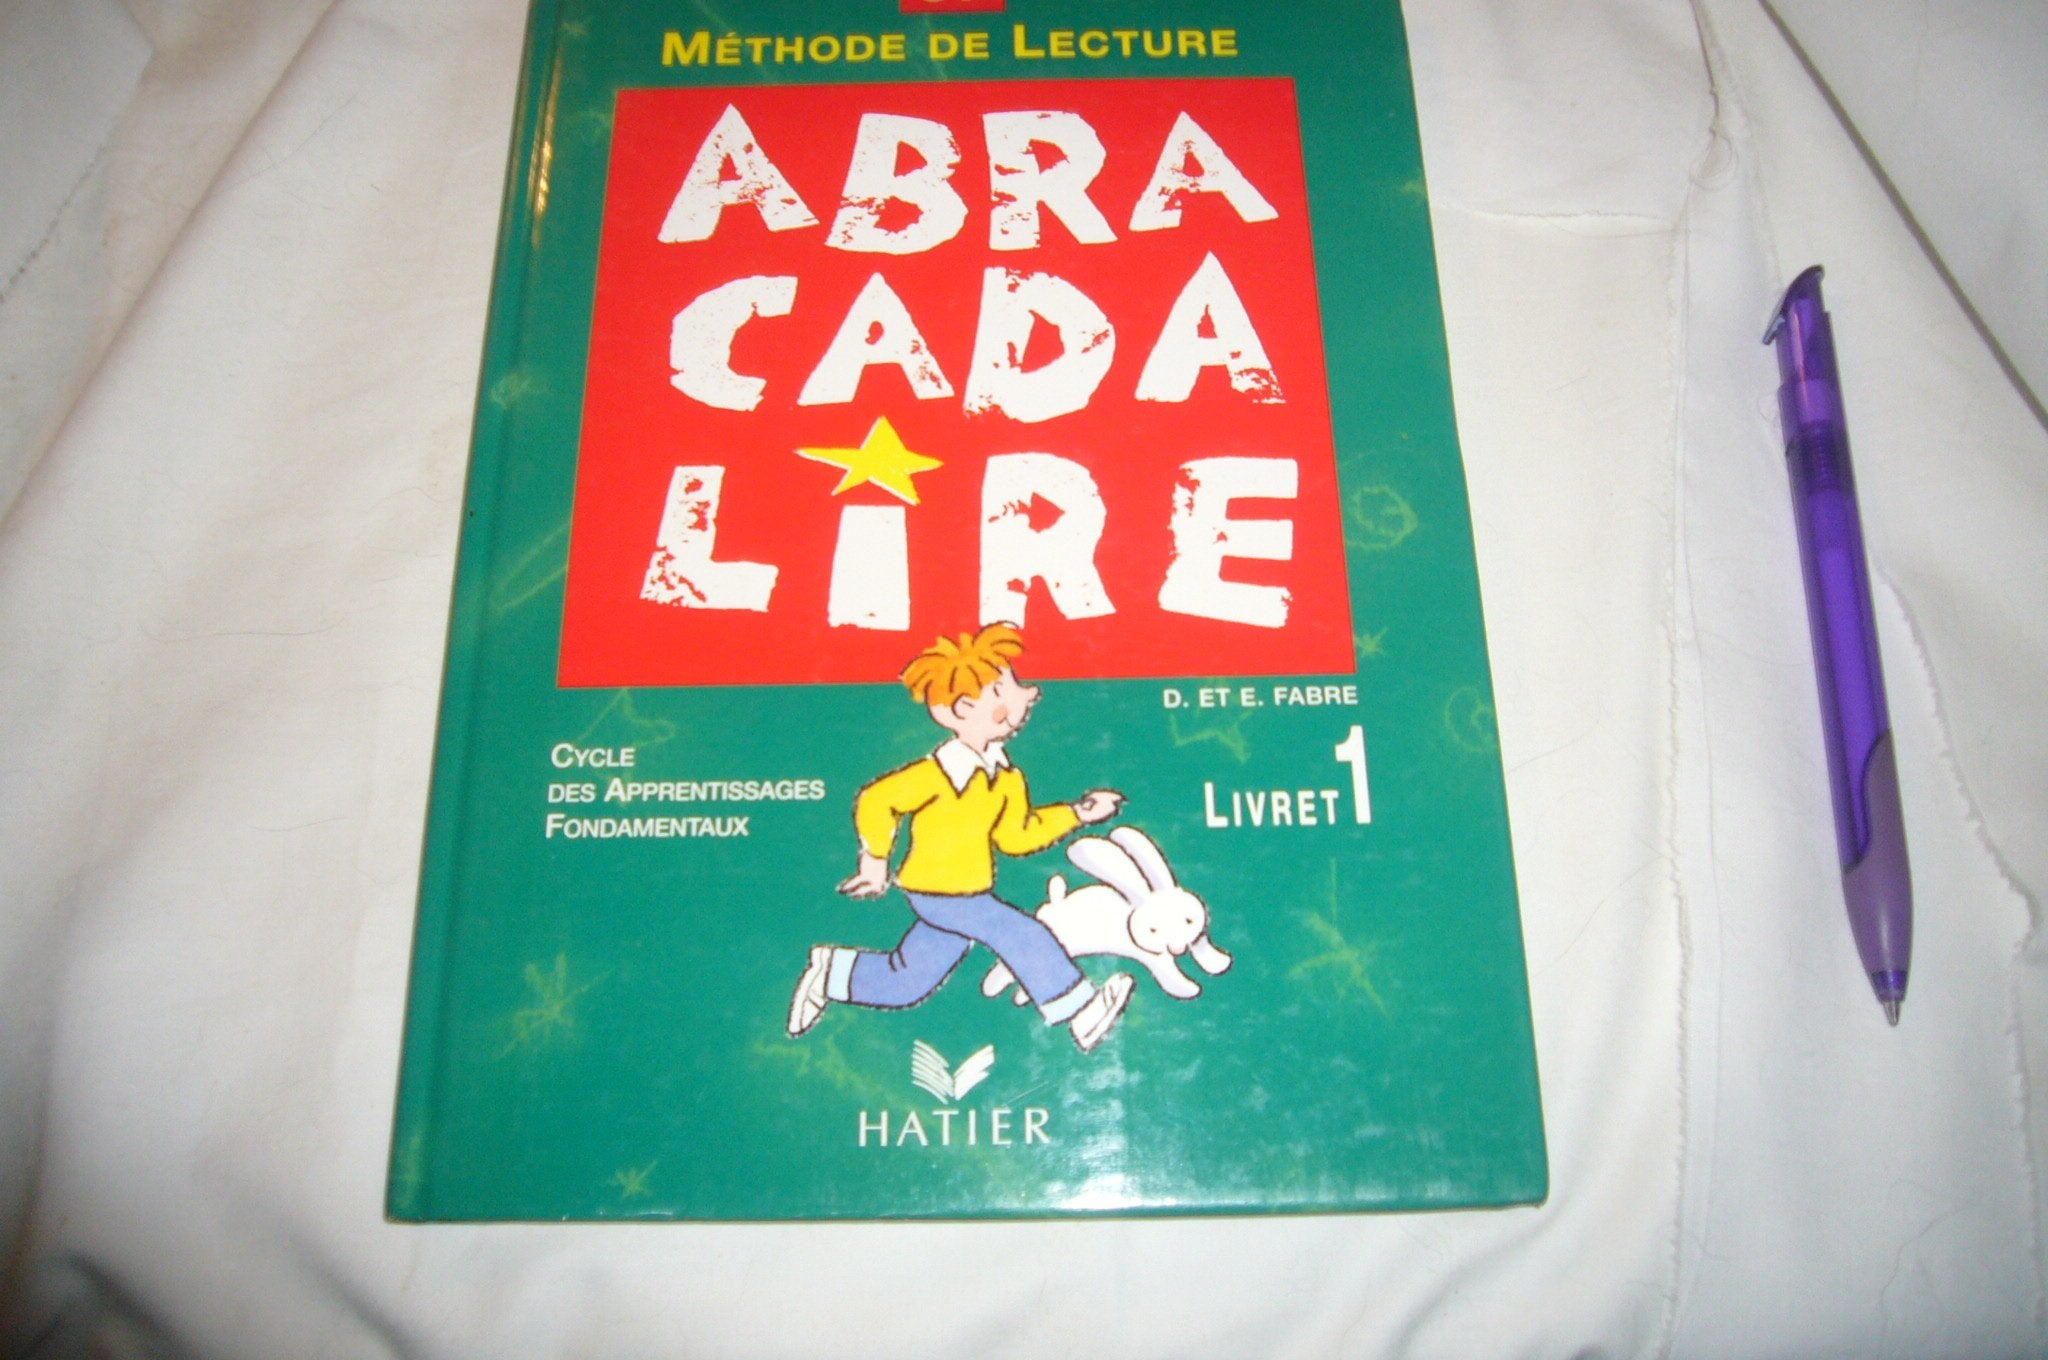 MÉTHODE DE LECTURE
ABRA
CADA
LiRE
D. ET E. FABRE
CYCLE
DES APPRENTISSAGES
FONDAMENTAUX
LIVRET 1
HATIER